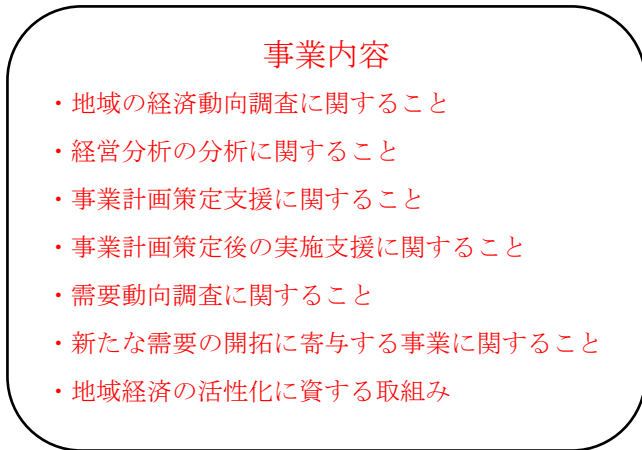 事業内容
・地域の経済動向調査に関すること
・経営分析の分析に関すること
・事業計画策定支援に関すること
・事業計画策定後の実施支援に関すること
・需要動向調査に関すること
・新たな需要の開拓に寄与する事業に関すること
・地域経済の活性化に資する取組み